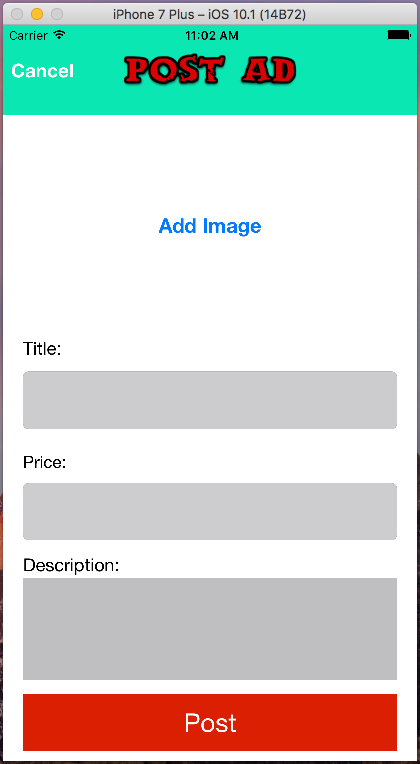 iPhone 7 Plus – iOS 10.1 (14B72)
Carrier 11:02 AM
Cancel POST AD
Add Image
Title:
Price:
Description:
Post